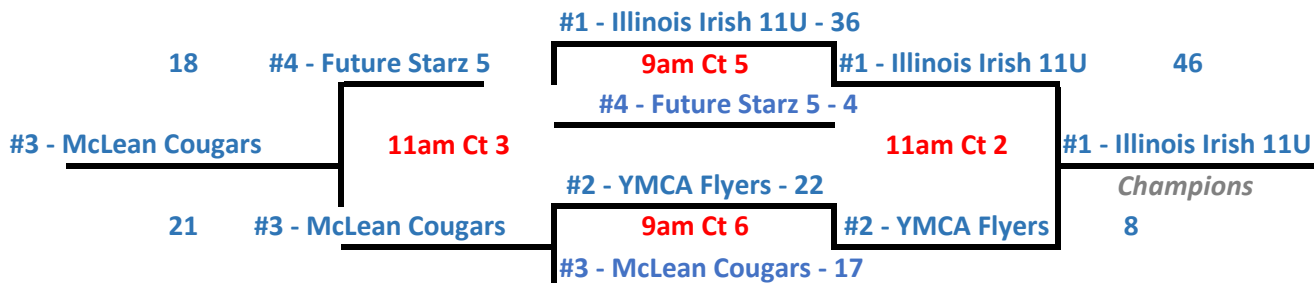 #1 - Illinois Irish 11U - 36
18 #4 - Future Starz 5 9am Ct 5 #1 - Illinois Irish 11U 46
#4 - Future Starz 5 - 4
#3 - McLean Cougars 11am Ct 3 11am Ct 2 #1 - Illinois Irish 11U
#2 - YMCA Flyers - 22 Champions
21 #3 - McLean Cougars 9am Ct 6 #2 - YMCA Flyers 8
#3 - McLean Cougars - 17